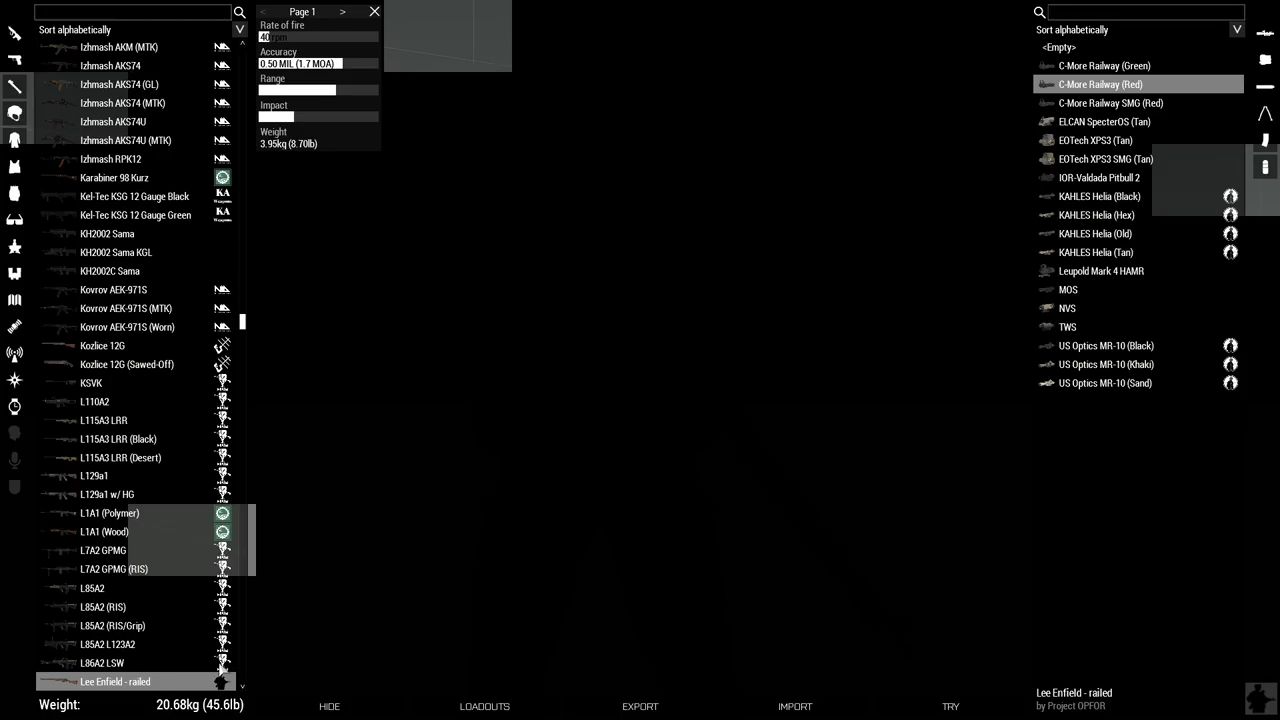 Sort alphabetically
Izhmash AKM (MTK)
Izhmash AKS74
Izhmash AKS74 (GL)
Izhmash AKS74 (MTK)
Izhmash AKS74U
Izhmash AKS74U (MTK)
Izhmash RPK12
Karabiner 98 Kurz
Kel-Tec KSG 12 Gauge Black
KA
Kel-Tec KSG 12 Gauge Green
KA
KH2002 Sama
KH2002 Sama KGL
KH2002C Sama
Kovrov AEK-971S
Kovrov AEK-971S (MTK)
Kovrov AEK-971S (Worn)
Kozlice 12G
Kozlice 12G (Sawed-Off)
KSVK
L110A2
L115A3 LRR
L115A3 LRR (Black)
L115A3 LRR (Desert)
L129a1
L129a1 w/ HG
L1A1 (Polymer)
L1A1 (Wood)
L7A2 GPMG
L7A2 GPMG (RIS)
L85A2
L85A2 (RIS)
L85A2 (RIS/Grip)
L85A2 L123A2
L86A2 LSW
Lee Enfield - railed
Weight: 20.68kg (45.6lb)
< Page 1 >
Rate of fire
40 rpm
Accuracy
0.50 MIL (1.7 MOA)
Range
Impact
Weight
3.95kg (8.70lb)
HIDE
LOADOUTS
EXPORT
IMPORT
TRY
Sort alphabetically
<Empty>
C-More Railway (Green)
C-More Railway (Red)
C-More Railway SMG (Red)
ELCAN SpecterOS (Tan)
EOTech XPS3 (Tan)
EOTech XPS3 SMG (Tan)
IOR-Valdada Pitbull 2
KAHLES Helia (Black)
KAHLES Helia (Hex)
KAHLES Helia (Old)
KAHLES Helia (Tan)
Leupold Mark 4 HAMR
MOS
NVS
TWS
US Optics MR-10 (Black)
US Optics MR-10 (Khaki)
US Optics MR-10 (Sand)
Lee Enfield - railed
by Project OPFOR